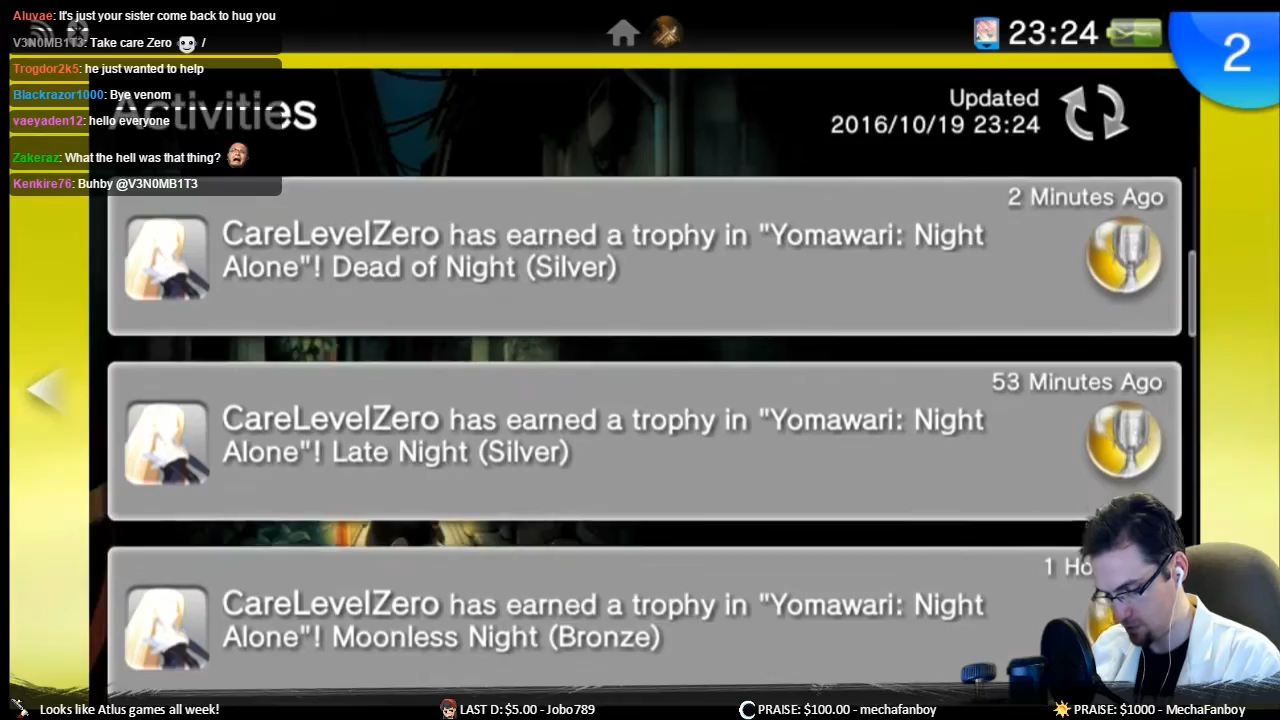 Aluvae: It's just your sister come back to hug you
V3N0MB1T3: Take care Zero /
Trogdor2k5: he just wanted to help
Blackrazor1000: Bye venom
vaeyaden12: hello everyone
Zakeraz: What the hell was that thing?
Kenkire76: Buhby @V3N0MB1T3
23:24
2
Activities
Updated
2016/10/19 23:24
2 Minutes Ago
CareLevelZero has earned a trophy in "Yomawari: Night
Alone"! Dead of Night (Silver)
53 Minutes Ago
CareLevelZero has earned a trophy in "Yomawari: Night
Alone"! Late Night (Silver)
1 Ho
CareLevelZero has earned a trophy in "Yomawari: Night
Alone"! Moonless Night (Bronze)
Looks like Atlus games all week!
LAST D: $5.00 - Jobo789
PRAISE: $100.00 - mechafanboy
PRAISE: $1000 - MechaFanboy